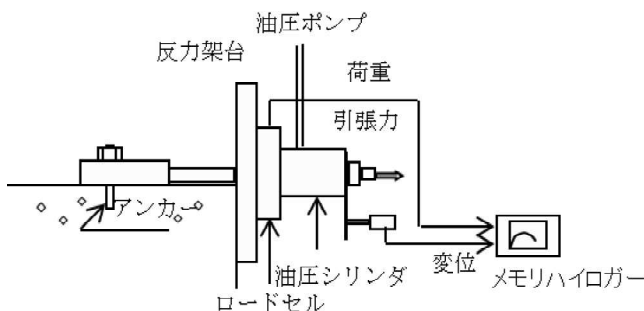 油圧ポンプ
反力架台
荷重
引張力
アンカー
油圧シリンダ
変位
メモリハイロガー
ロードセル